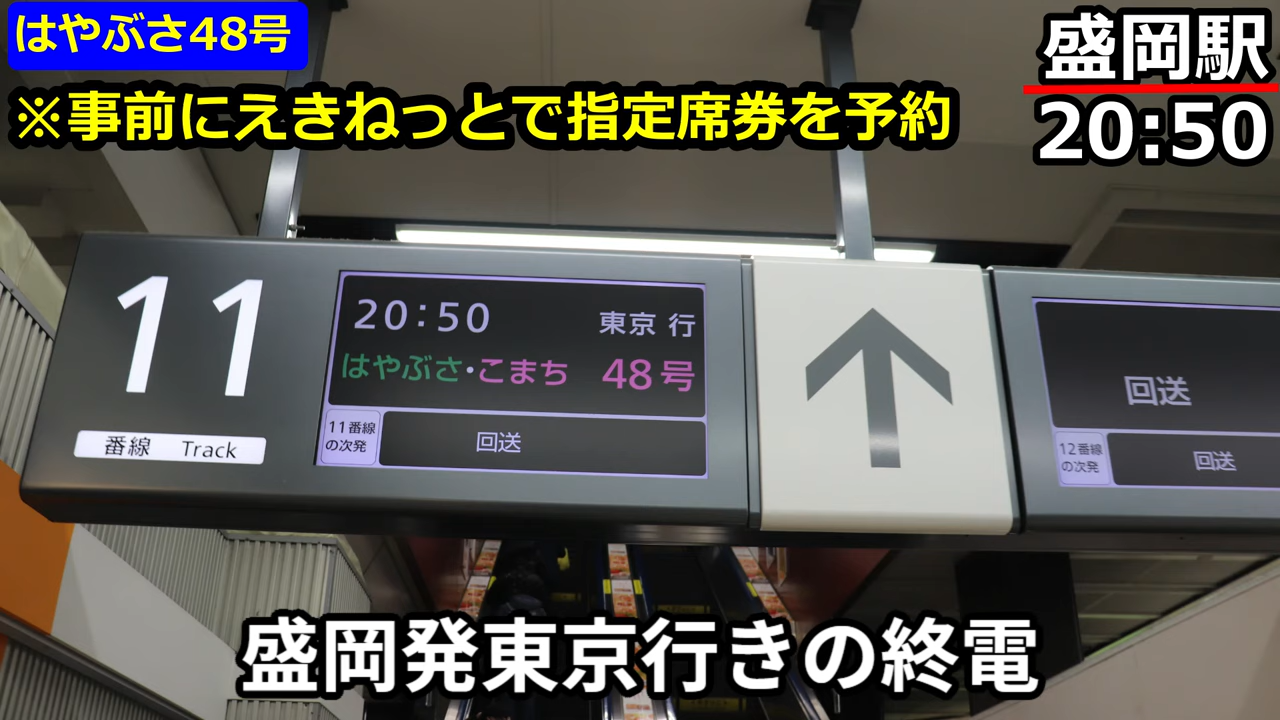 はやぶさ48号
盛岡駅
※事前にえきねっとで指定席券を予約
20:50
11
番線 Track
20:50 東京 行
はやぶさ・こまち 48号
11番線の次発 回送
回送
12番線の次発 回送
盛岡発東京行きの終電